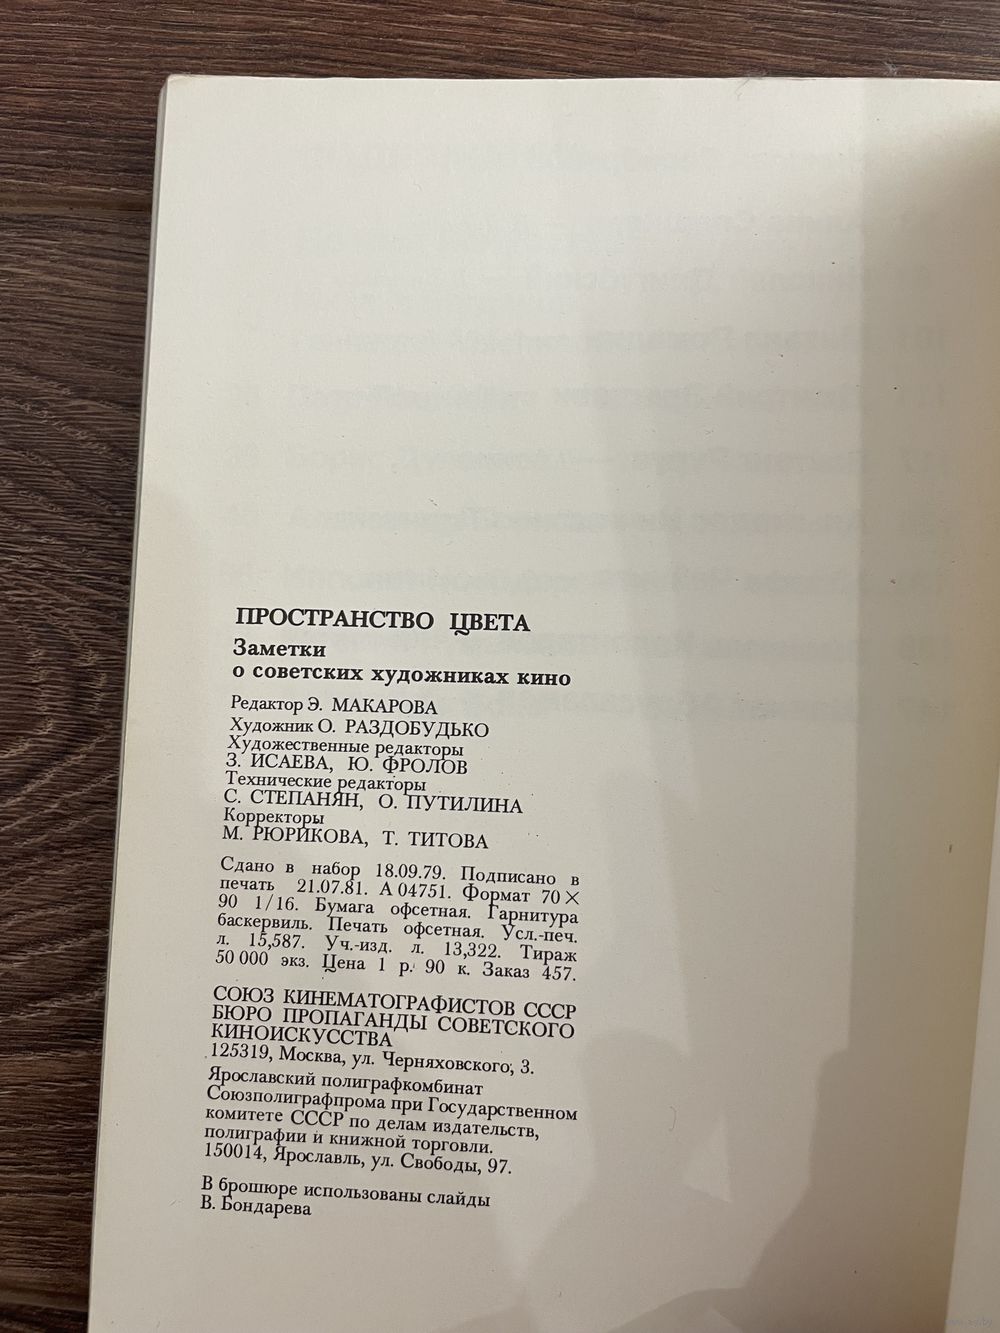 ПРОСТРАНСТВО ЦВЕТА
Заметки
о советских художниках кино
Редактор Э. МАКАРОВА
Художник О. РАЗДОБУДЬКО
Художественные редакторы
З. ИСАЕВА, Ю. ФРОЛОВ
Технические редакторы
С. СТЕПАНЯН, О. ПУТИЛИНА
Корректоры
М. РЮРИКОВА, Т. ТИТОВА
Сдано в набор 18.09.79. Подписано в
печать 21.07.81. А 04751. Формат 70×
90 1/16. Бумага офсетная. Гарнитура
баскервиль. Печать офсетная. Усл.-печ.
л. 15,587. Уч.-изд. л. 13,322. Тираж
50 000 экз. Цена 1 р. 90 к. Заказ 457.
СОЮЗ КИНЕМАТОГРАФИСТОВ СССР
БЮРО ПРОПАГАНДЫ СОВЕТСКОГО
КИНОИСКУССТВА
125319, Москва, ул. Черняховского, 3.
Ярославский полиграфкомбинат
Союзполиграфпрома при Государственном
комитете СССР по делам издательств,
полиграфии и книжной торговли.
150014, Ярославль, ул. Свободы, 97.
В брошюре использованы слайды
В. Бондарева